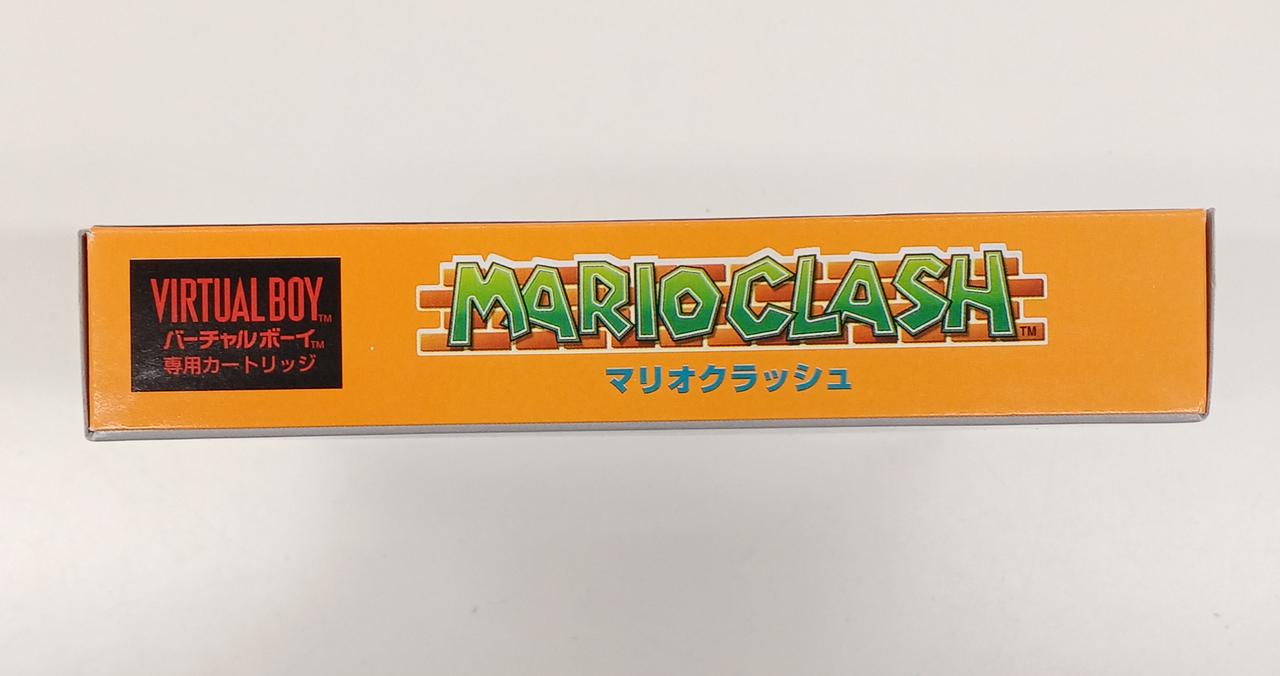 VIRTUAL BOY™
バーチャルボーイ™
専用カートリッジ
MARIO CLASH™
マリオクラッシュ